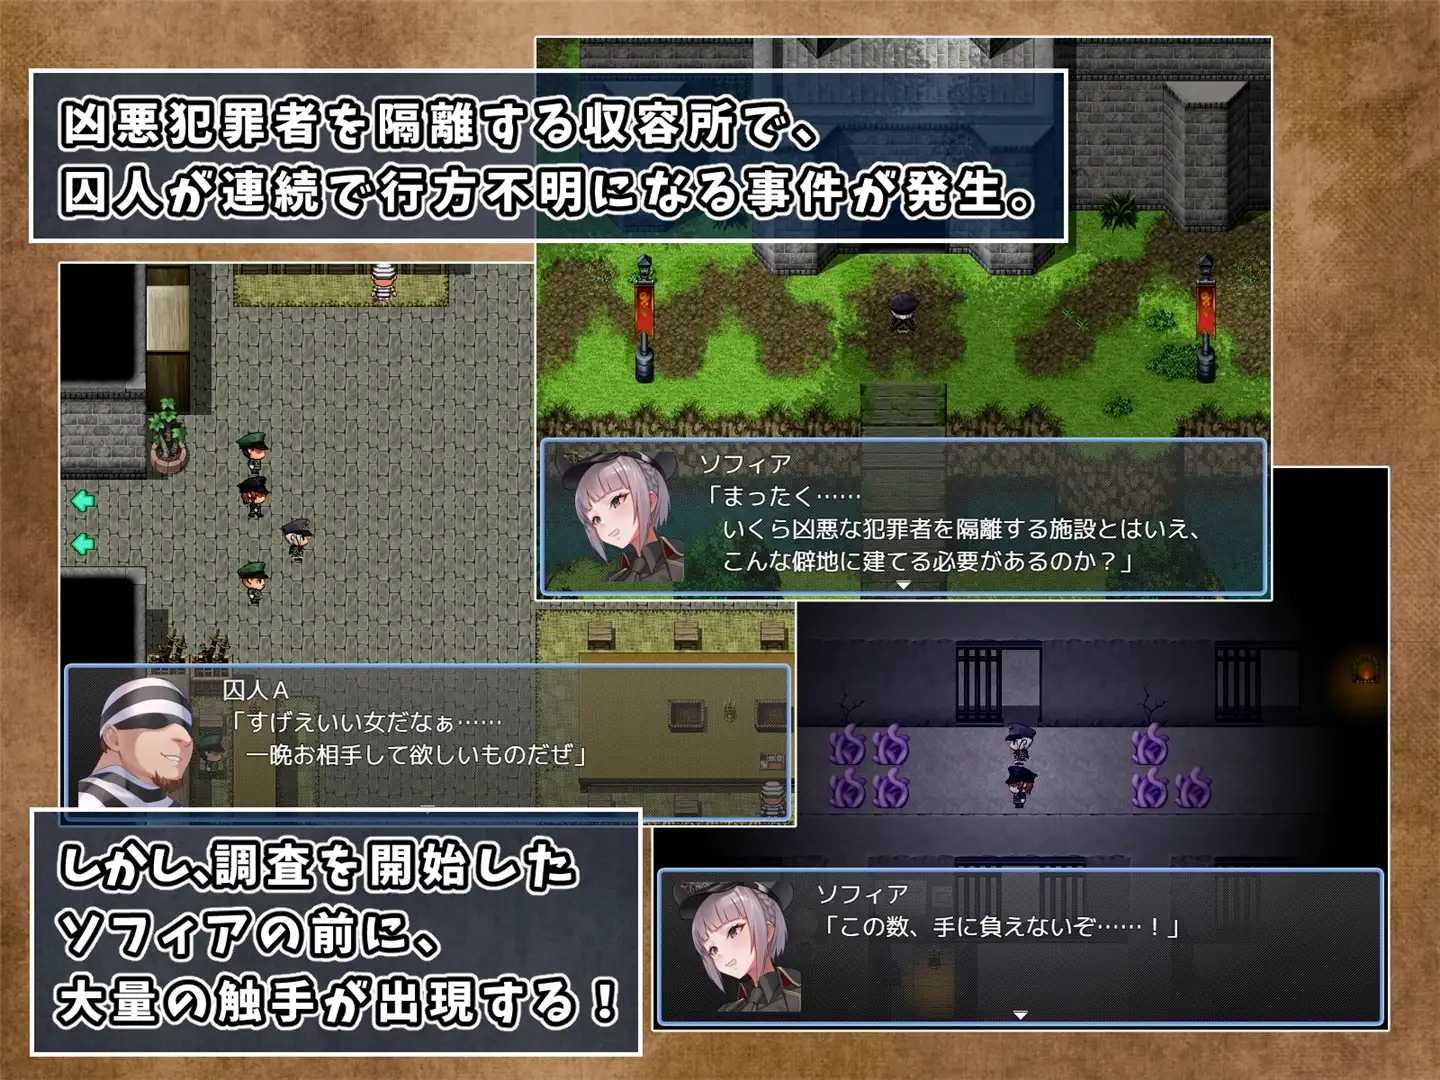 凶悪犯罪者を隔離する収容所で、
囚人が連続で行方不明になる事件が発生。
ソフィア
「まったく……
いくら凶悪な犯罪者を隔離する施設とはいえ、
こんな僻地に建てる必要があるのか？」
囚人A
「すげえいい女だなぁ……
一晩お相手して欲しいものだぜ」
しかし、調査を開始した
ソフィアの前に、
大量の触手が出現する！
ソフィア
「この数、手に負えないぞ……！」